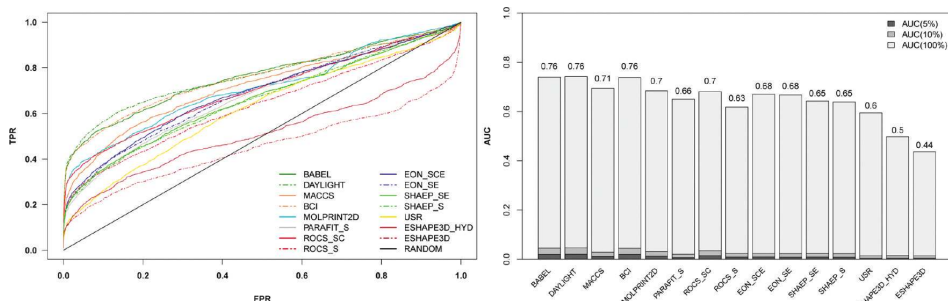 TPR
1.0
0.8
0.6
0.4
0.2
0.0
BABEL
DAYLIGHT
MACCS
BCI
MOLPRINT2D
PARAFIT_S
ROCS_SC
ROCS_S
EON_SCE
EON_SE
SHAEP_SE
SHAEP_S
USR
ESHAPE3D_HYD
ESHAPE3D
RANDOM
0.0 0.2 0.4 0.6 0.8 1.0
FPR
AUC
1.0
0.8
0.6
0.4
0.2
0.0
AUC(5%)
AUC(10%)
AUC(100%)
0.76 0.76 0.71 0.76 0.7 0.66 0.7 0.63 0.68 0.68 0.65 0.65 0.6 0.5 0.44
BABEL DAYLIGHT MACCS BCI MOLPRINT2D PARAFIT_S ROCS_SC ROCS_S EON_SCE EON_SE SHAEP_SE SHAEP_S USR SHAPE3D_HYD ESHAPE3D